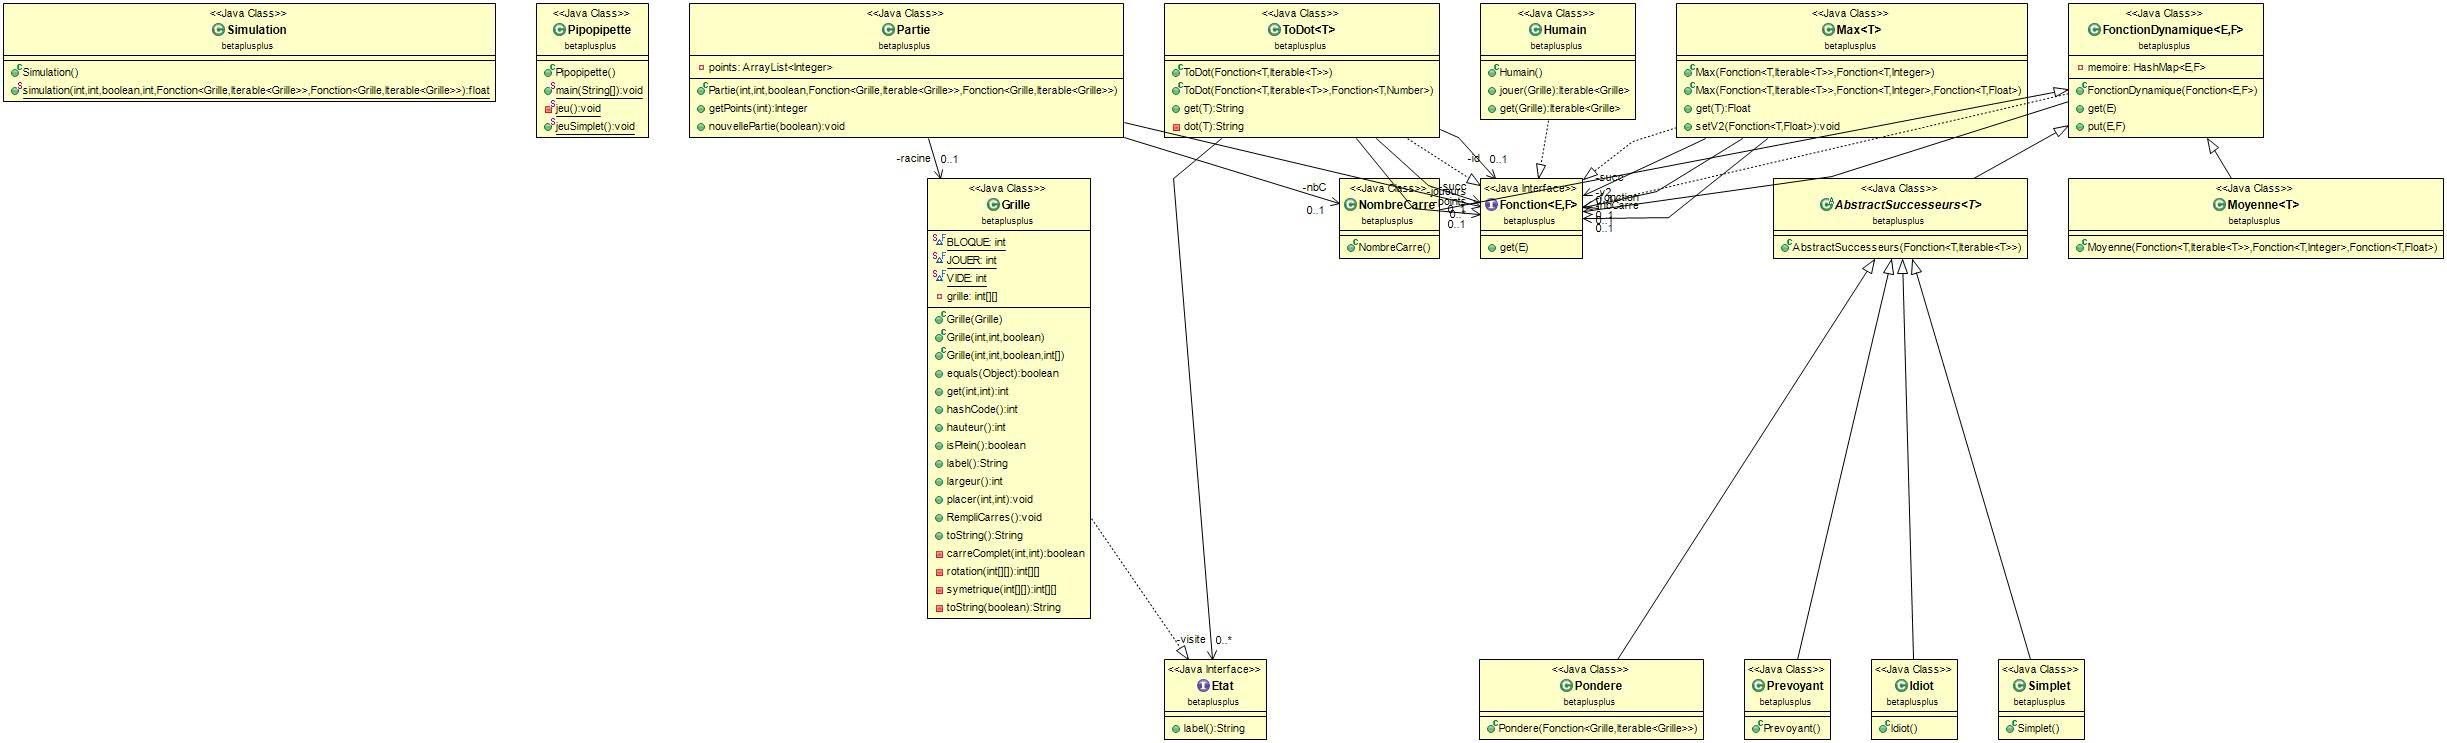 <<Java Class>>
Simulation
betaplusplus
Simulation()
simulation(int,int,boolean,int,Fonction<Grille,Iterable<Grille>>,Fonction<Grille,Iterable<Grille>>):float
<<Java Class>>
Pipopipette
betaplusplus
Pipopipette()
main(String[]):void
jeu():void
jeuSimplet():void
<<Java Class>>
Partie
betaplusplus
points: ArrayList<Integer>
Partie(int,int,boolean,Fonction<Grille,Iterable<Grille>>,Fonction<Grille,Iterable<Grille>>)
getPoints(int):Integer
nouvellePartie(boolean):void
<<Java Class>>
ToDot<T>
betaplusplus
ToDot(Fonction<T,Iterable<T>>)
ToDot(Fonction<T,Iterable<T>>,Fonction<T,Number>)
get(T):String
dot(T):String
<<Java Class>>
Humain
betaplusplus
Humain()
jouer(Grille):Iterable<Grille>
get(Grille):Iterable<Grille>
<<Java Class>>
Max<T>
betaplusplus
Max(Fonction<T,Iterable<T>>,Fonction<T,Integer>)
Max(Fonction<T,Iterable<T>>,Fonction<T,Integer>,Fonction<T,Float>)
get(T):Float
setV2(Fonction<T,Float>):void
<<Java Class>>
FonctionDynamique<E,F>
betaplusplus
memoire: HashMap<E,F>
FonctionDynamique(Fonction<E,F>)
get(E)
put(E,F)
-racine 0..1
-nbC
0..1
-id 0..1
-succ
-joueurs
points
0..1
0..
0..1
-succ
-v2
-fonction
nbCarre
0..1
0..1
0..1
<<Java Class>>
Grille
betaplusplus
BLOQUE: int
JOUER: int
VIDE: int
grille: int[][]
Grille(Grille)
Grille(int,int,boolean)
Grille(int,int,boolean,int[])
equals(Object):boolean
get(int,int):int
hashCode():int
hauteur():int
isPlein():boolean
label():String
largeur():int
placer(int,int):void
RempliCarres():void
toString():String
carreComplet(int,int):boolean
rotation(int[][]):int[][]
symetrique(int[][]):int[][]
toString(boolean):String
<<Java Class>>
NombreCarre
betaplusplus
NombreCarre()
<<Java Interface>>
Fonction<E,F>
betaplusplus
get(E)
<<Java Class>>
AbstractSuccesseurs<T>
betaplusplus
AbstractSuccesseurs(Fonction<T,Iterable<T>>)
<<Java Class>>
Moyenne<T>
betaplusplus
Moyenne(Fonction<T,Iterable<T>>,Fonction<T,Integer>,Fonction<T,Float>)
-visite 0..*
<<Java Interface>>
Etat
betaplusplus
label():String
<<Java Class>>
Pondere
betaplusplus
Pondere(Fonction<Grille,Iterable<Grille>>)
<<Java Class>>
Prevoyant
betaplusplus
Prevoyant()
<<Java Class>>
Idiot
betaplusplus
Idiot()
<<Java Class>>
Simplet
betaplusplus
Simplet()